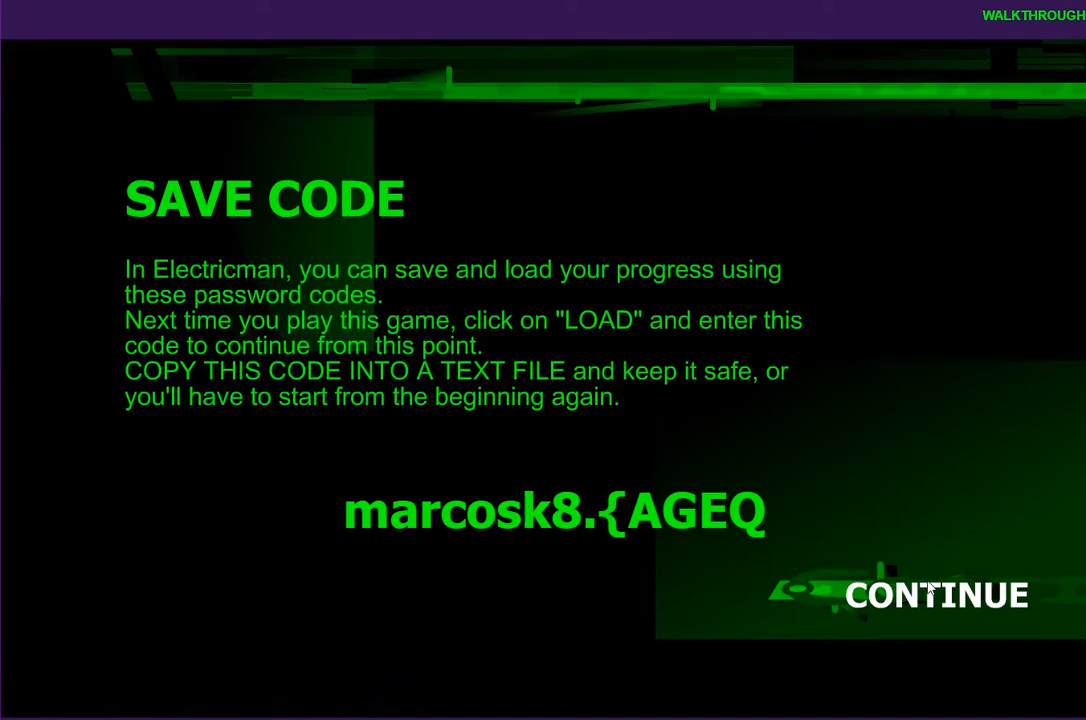 WALKTHROUGH
SAVE CODE
In Electricman, you can save and load your progress using
these password codes.
Next time you play this game, click on "LOAD" and enter this
code to continue from this point.
COPY THIS CODE INTO A TEXT FILE and keep it safe, or
you'll have to start from the beginning again.
marcosk8.{AGEQ
CONTINUE